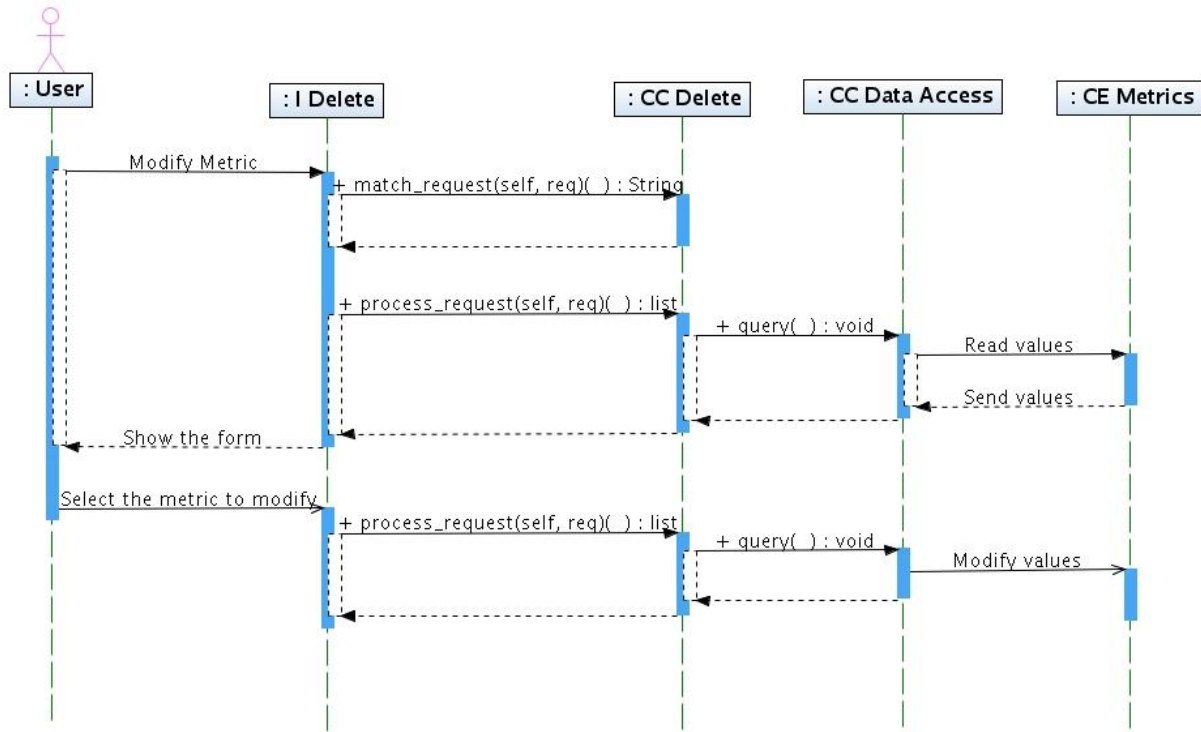 : User
: I Delete
: CC Delete
: CC Data Access
: CE Metrics
Modify Metric
+ match_request(self, req)( ) : String
+ process_request(self, req)( ) : list
+ query( ) : void
Read values
Send values
Show the form
Select the metric to modify
+ process_request(self, req)( ) : list
+ query( ) : void
Modify values